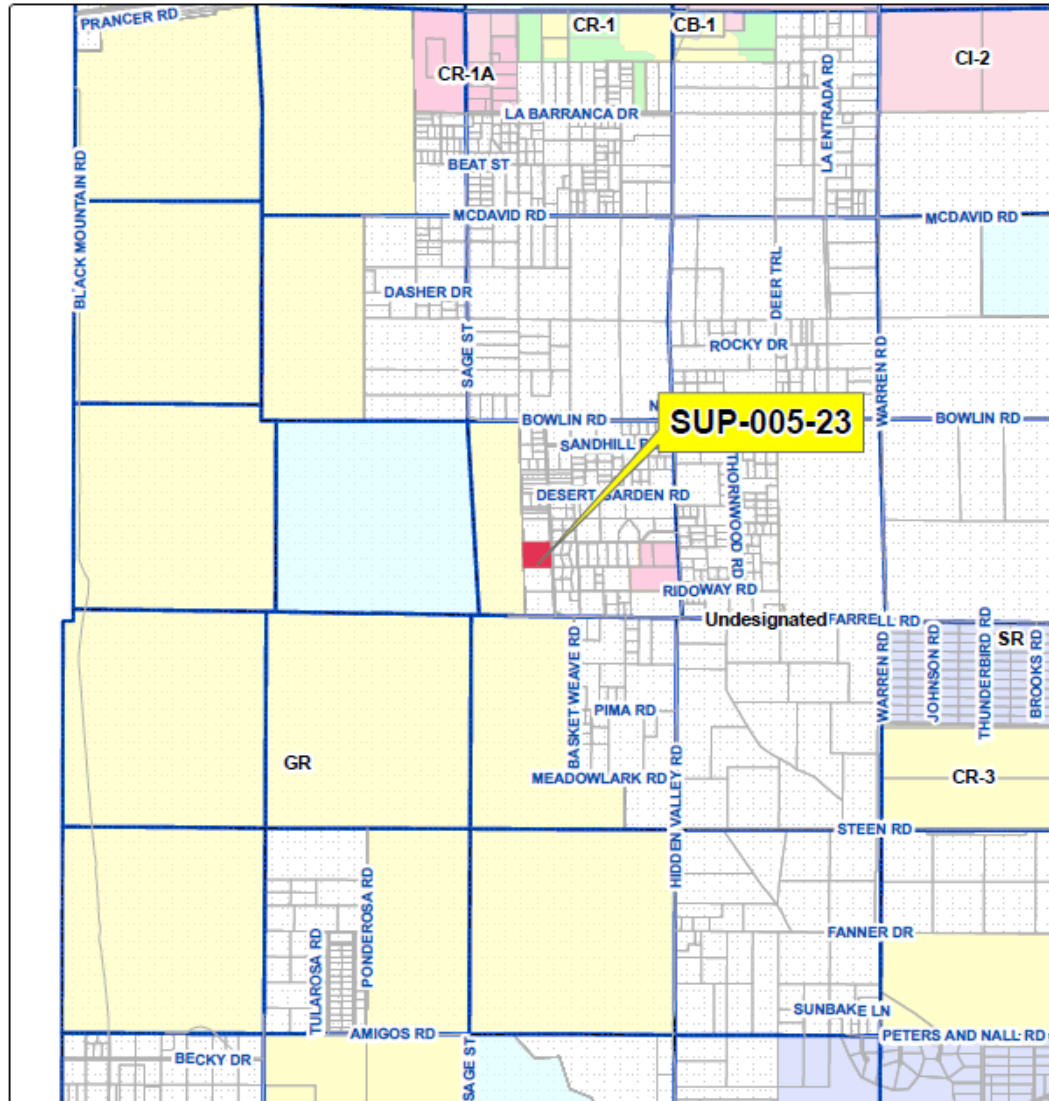 PRANCER RD
CR-1
CB-1
CI-2
CR-1A
LA BARRANCA DR
LA ENTRADA RD
BEAT ST
BLACK MOUNTAIN RD
MCDAVID RD
MCDAVID RD
DEER TRL
DASHER DR
SAGE ST
ROCKY DR
WARREN RD
N
BOWLIN RD
BOWLIN RD
SUP-005-23
SANDHILL
THORNWOOD RD
DESERT GARDEN RD
RIDGWAY RD
Undesignated
FARRELL RD
SR
BASKET WEAVE RD
WARREN RD
JOHNSON RD
THUNDERBIRD RD
BROOKS RD
PIMA RD
GR
MEADOWLARK RD
CR-3
HIDDEN VALLEY RD
STEEN RD
PONDEROSA RD
TULAROSA RD
FANNER DR
SUNBAKE LN
AMIGOS RD
PETERS AND NALL RD
BECKY DR
SAGE ST